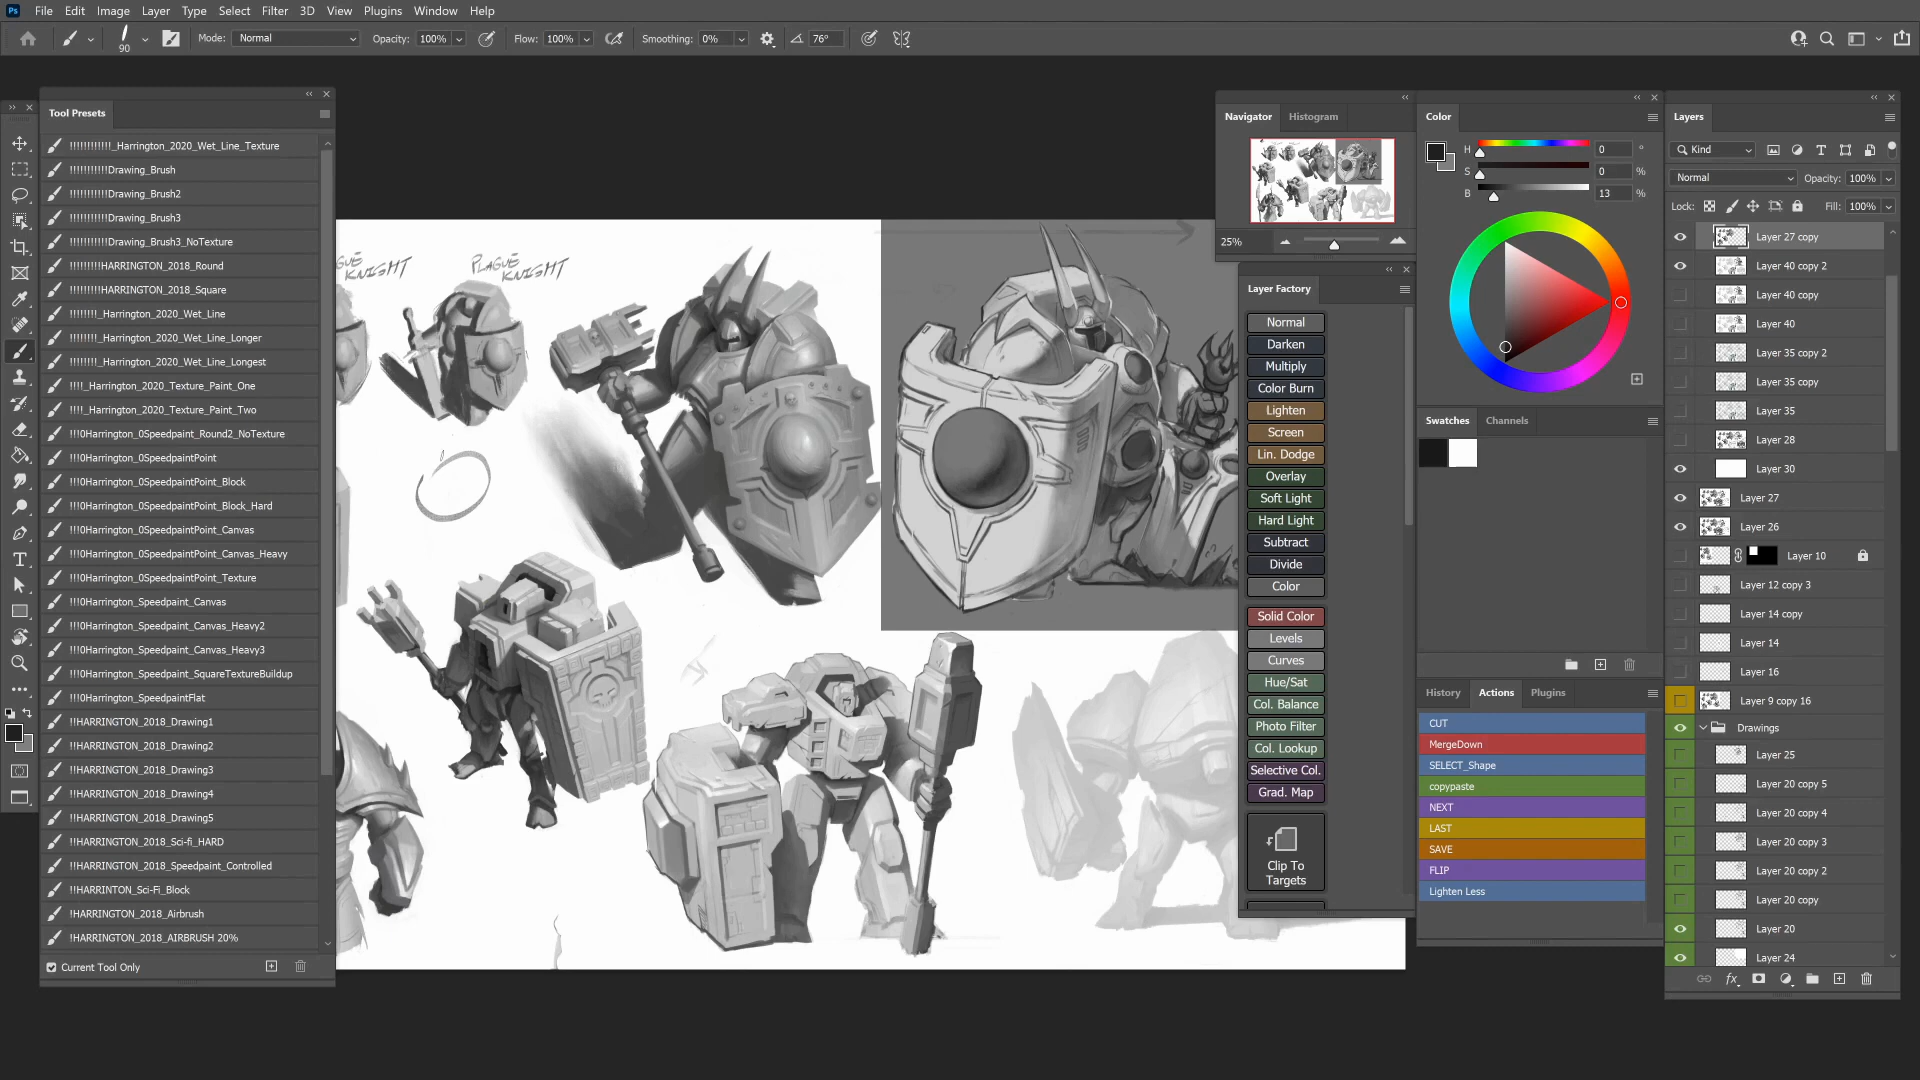 Ps File Edit Image Layer Type Select Filter 3D View Plugins Window Help
90 Mode: Normal Opacity: 100% Flow: 100% Smoothing: 0% 76°
Tool Presets
!!!!!!!!!!!!_Harrington_2020_Wet_Line_Texture
!!!!!!!!!!!Drawing_Brush
!!!!!!!!!!!Drawing_Brush2
!!!!!!!!!!!Drawing_Brush3
!!!!!!!!!!!Drawing_Brush3_NoTexture
!!!!!!!!!HARRINGTON_2018_Round
!!!!!!!!!HARRINGTON_2018_Square
!!!!!!!!_Harrington_2020_Wet_Line
!!!!!!!!_Harrington_2020_Wet_Line_Longer
!!!!!!!!_Harrington_2020_Wet_Line_Longest
!!!!_Harrington_2020_Texture_Paint_One
!!!!_Harrington_2020_Texture_Paint_Two
!!!0Harrington_0Speedpaint_Round2_NoTexture
!!!0Harrington_0SpeedpaintPoint
!!!0Harrington_0SpeedpaintPoint_Block
!!!0Harrington_0SpeedpaintPoint_Block_Hard
!!!0Harrington_0SpeedpaintPoint_Canvas
!!!0Harrington_0SpeedpaintPoint_Canvas_Heavy
!!!0Harrington_0SpeedpaintPoint_Texture
!!!0Harrington_Speedpaint_Canvas
!!!0Harrington_Speedpaint_Canvas_Heavy2
!!!0Harrington_Speedpaint_Canvas_Heavy3
!!!0Harrington_Speedpaint_SquareTextureBuildup
!!!0Harrington_SpeedpaintFlat
!!HARRINGTON_2018_Drawing1
!!HARRINGTON_2018_Drawing2
!!HARRINGTON_2018_Drawing3
!!HARRINGTON_2018_Drawing4
!!HARRINGTON_2018_Drawing5
!!HARRINGTON_2018_Sci-fi_HARD
!!HARRINGTON_2018_Speedpaint_Controlled
!!HARRINTON_Sci-Fi_Block
!HARRINGTON_2018_Airbrush
!HARRINGTON_2018_AIRBRUSH 20%
Current Tool Only
KNIGHT
PLAGUE
KNIGHT
Navigator Histogram
25%
Layer Factory
Normal
Darken
Multiply
Color Burn
Lighten
Screen
Lin. Dodge
Overlay
Soft Light
Hard Light
Subtract
Divide
Color
Solid Color
Levels
Curves
Hue/Sat
Col. Balance
Photo Filter
Col. Lookup
Selective Col.
Grad. Map
Clip To
Targets
Color
H 0 °
S 0 %
B 13 %
Swatches Channels
History Actions Plugins
CUT
MergeDown
SELECT_Shape
copypaste
NEXT
LAST
SAVE
FLIP
Lighten Less
Layers
Kind
Normal Opacity: 100%
Lock: Fill: 100%
Layer 27 copy
Layer 40 copy 2
Layer 40 copy
Layer 40
Layer 35 copy 2
Layer 35 copy
Layer 35
Layer 28
Layer 30
Layer 27
Layer 26
Layer 10
Layer 12 copy 3
Layer 14 copy
Layer 14
Layer 16
Layer 9 copy 16
Drawings
Layer 25
Layer 20 copy 5
Layer 20 copy 4
Layer 20 copy 3
Layer 20 copy 2
Layer 20 copy
Layer 20
Layer 24
fx